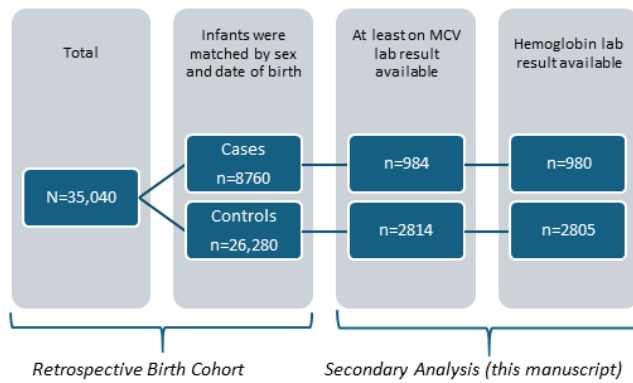 Total
Infants were
matched by sex
and date of birth
At least on MCV
lab result
available
Hemoglobin lab
result available
N=35,040
Cases
n=8760
n=984
n=980
Controls
n=26,280
n=2814
n=2805
Retrospective Birth Cohort
Secondary Analysis (this manuscript)